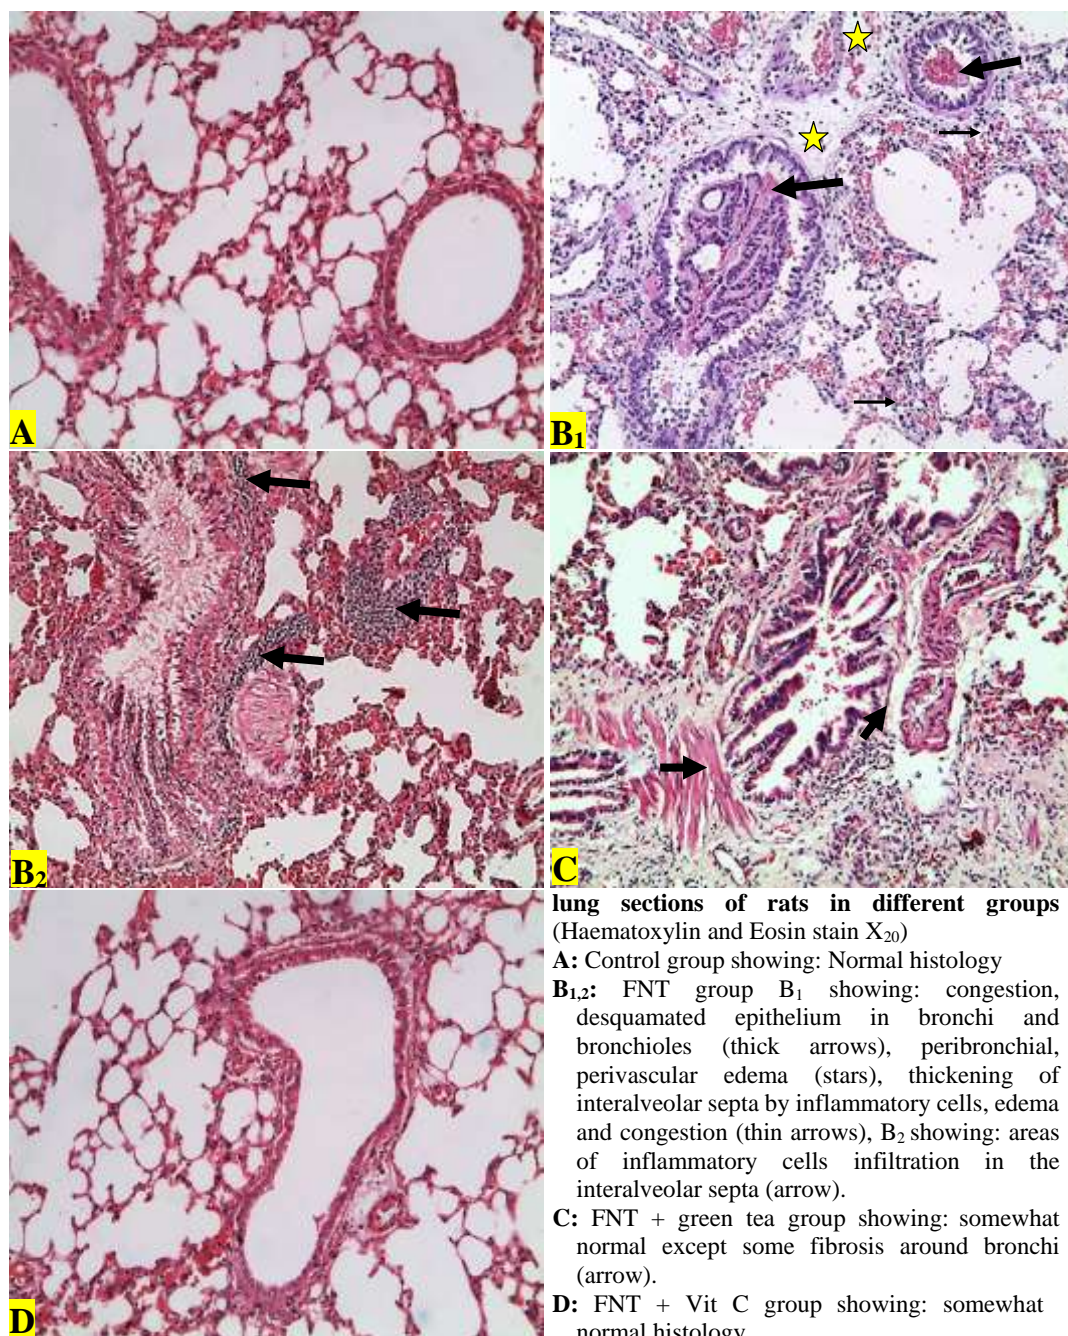 A
B₁
B₂
C
D
lung sections of rats in different groups
(Haematoxylin and Eosin stain X₂₀)
A: Control group showing: Normal histology
B₁,₂: FNT group B₁ showing: congestion,
desquamated epithelium in bronchi and
bronchioles (thick arrows), peribronchial,
perivascular edema (stars), thickening of
interalveolar septa by inflammatory cells, edema
and congestion (thin arrows), B₂ showing: areas
of inflammatory cells infiltration in the
interalveolar septa (arrow).
C: FNT + green tea group showing: somewhat
normal except some fibrosis around bronchi
(arrow).
D: FNT + Vit C group showing: somewhat
normal histology